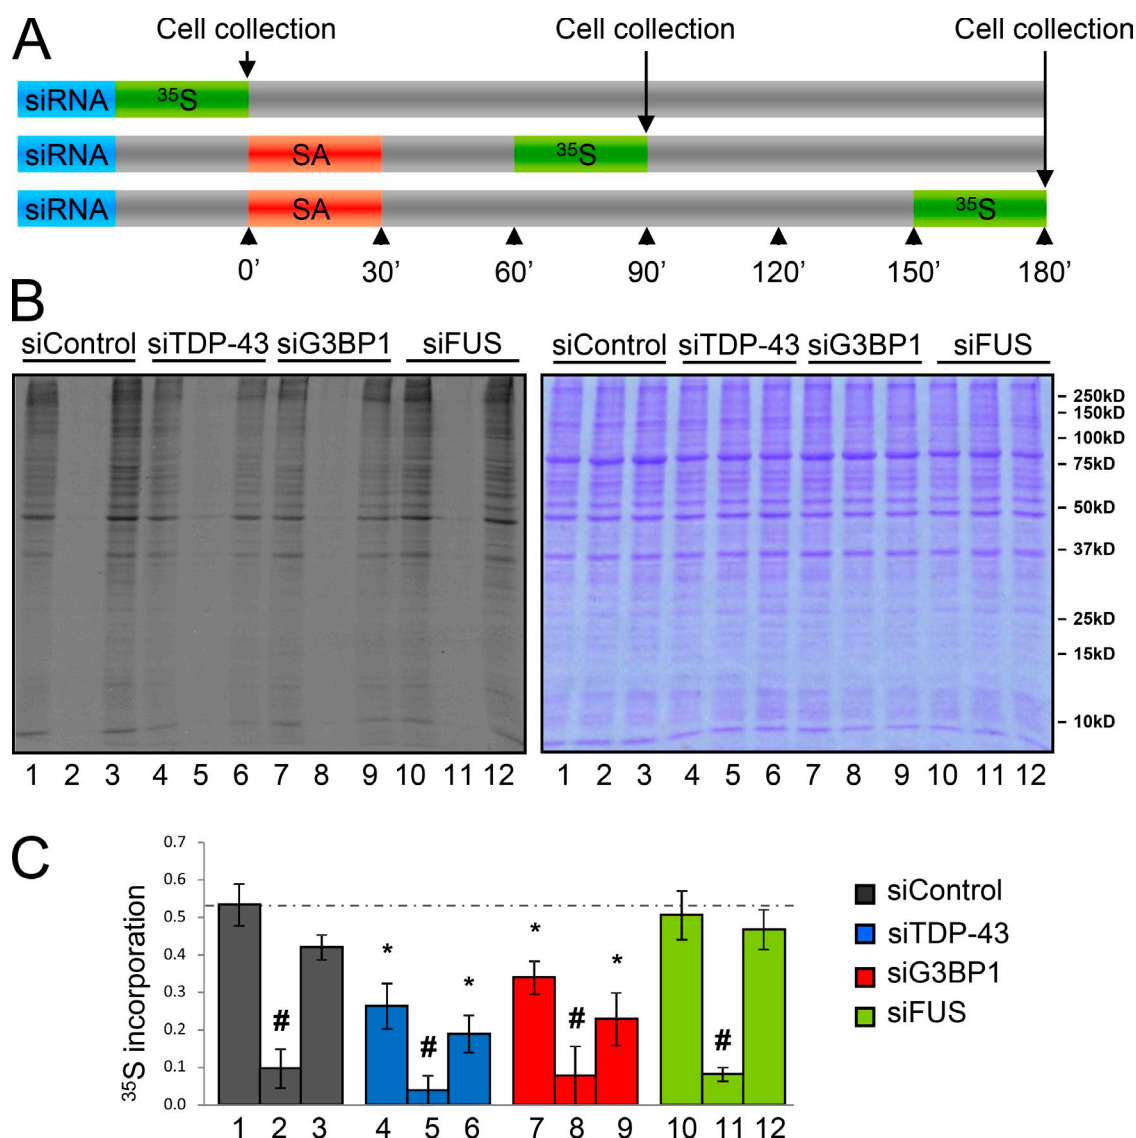 A
Cell collection Cell collection Cell collection
siRNA ³⁵S
siRNA SA ³⁵S
siRNA SA ³⁵S
0’ 30’ 60’ 90’ 120’ 150’ 180’
B
siControl siTDP-43 siG3BP1 siFUS siControl siTDP-43 siG3BP1 siFUS
250kD
150kD
100kD
75kD
50kD
37kD
25kD
15kD
10kD
1 2 3 4 5 6 7 8 9 10 11 12 1 2 3 4 5 6 7 8 9 10 11 12
C
³⁵S incorporation
0.7
0.6
0.5
0.4
0.3
0.2
0.1
0.0
# * # * * # * #
1 2 3 4 5 6 7 8 9 10 11 12
siControl
siTDP-43
siG3BP1
siFUS